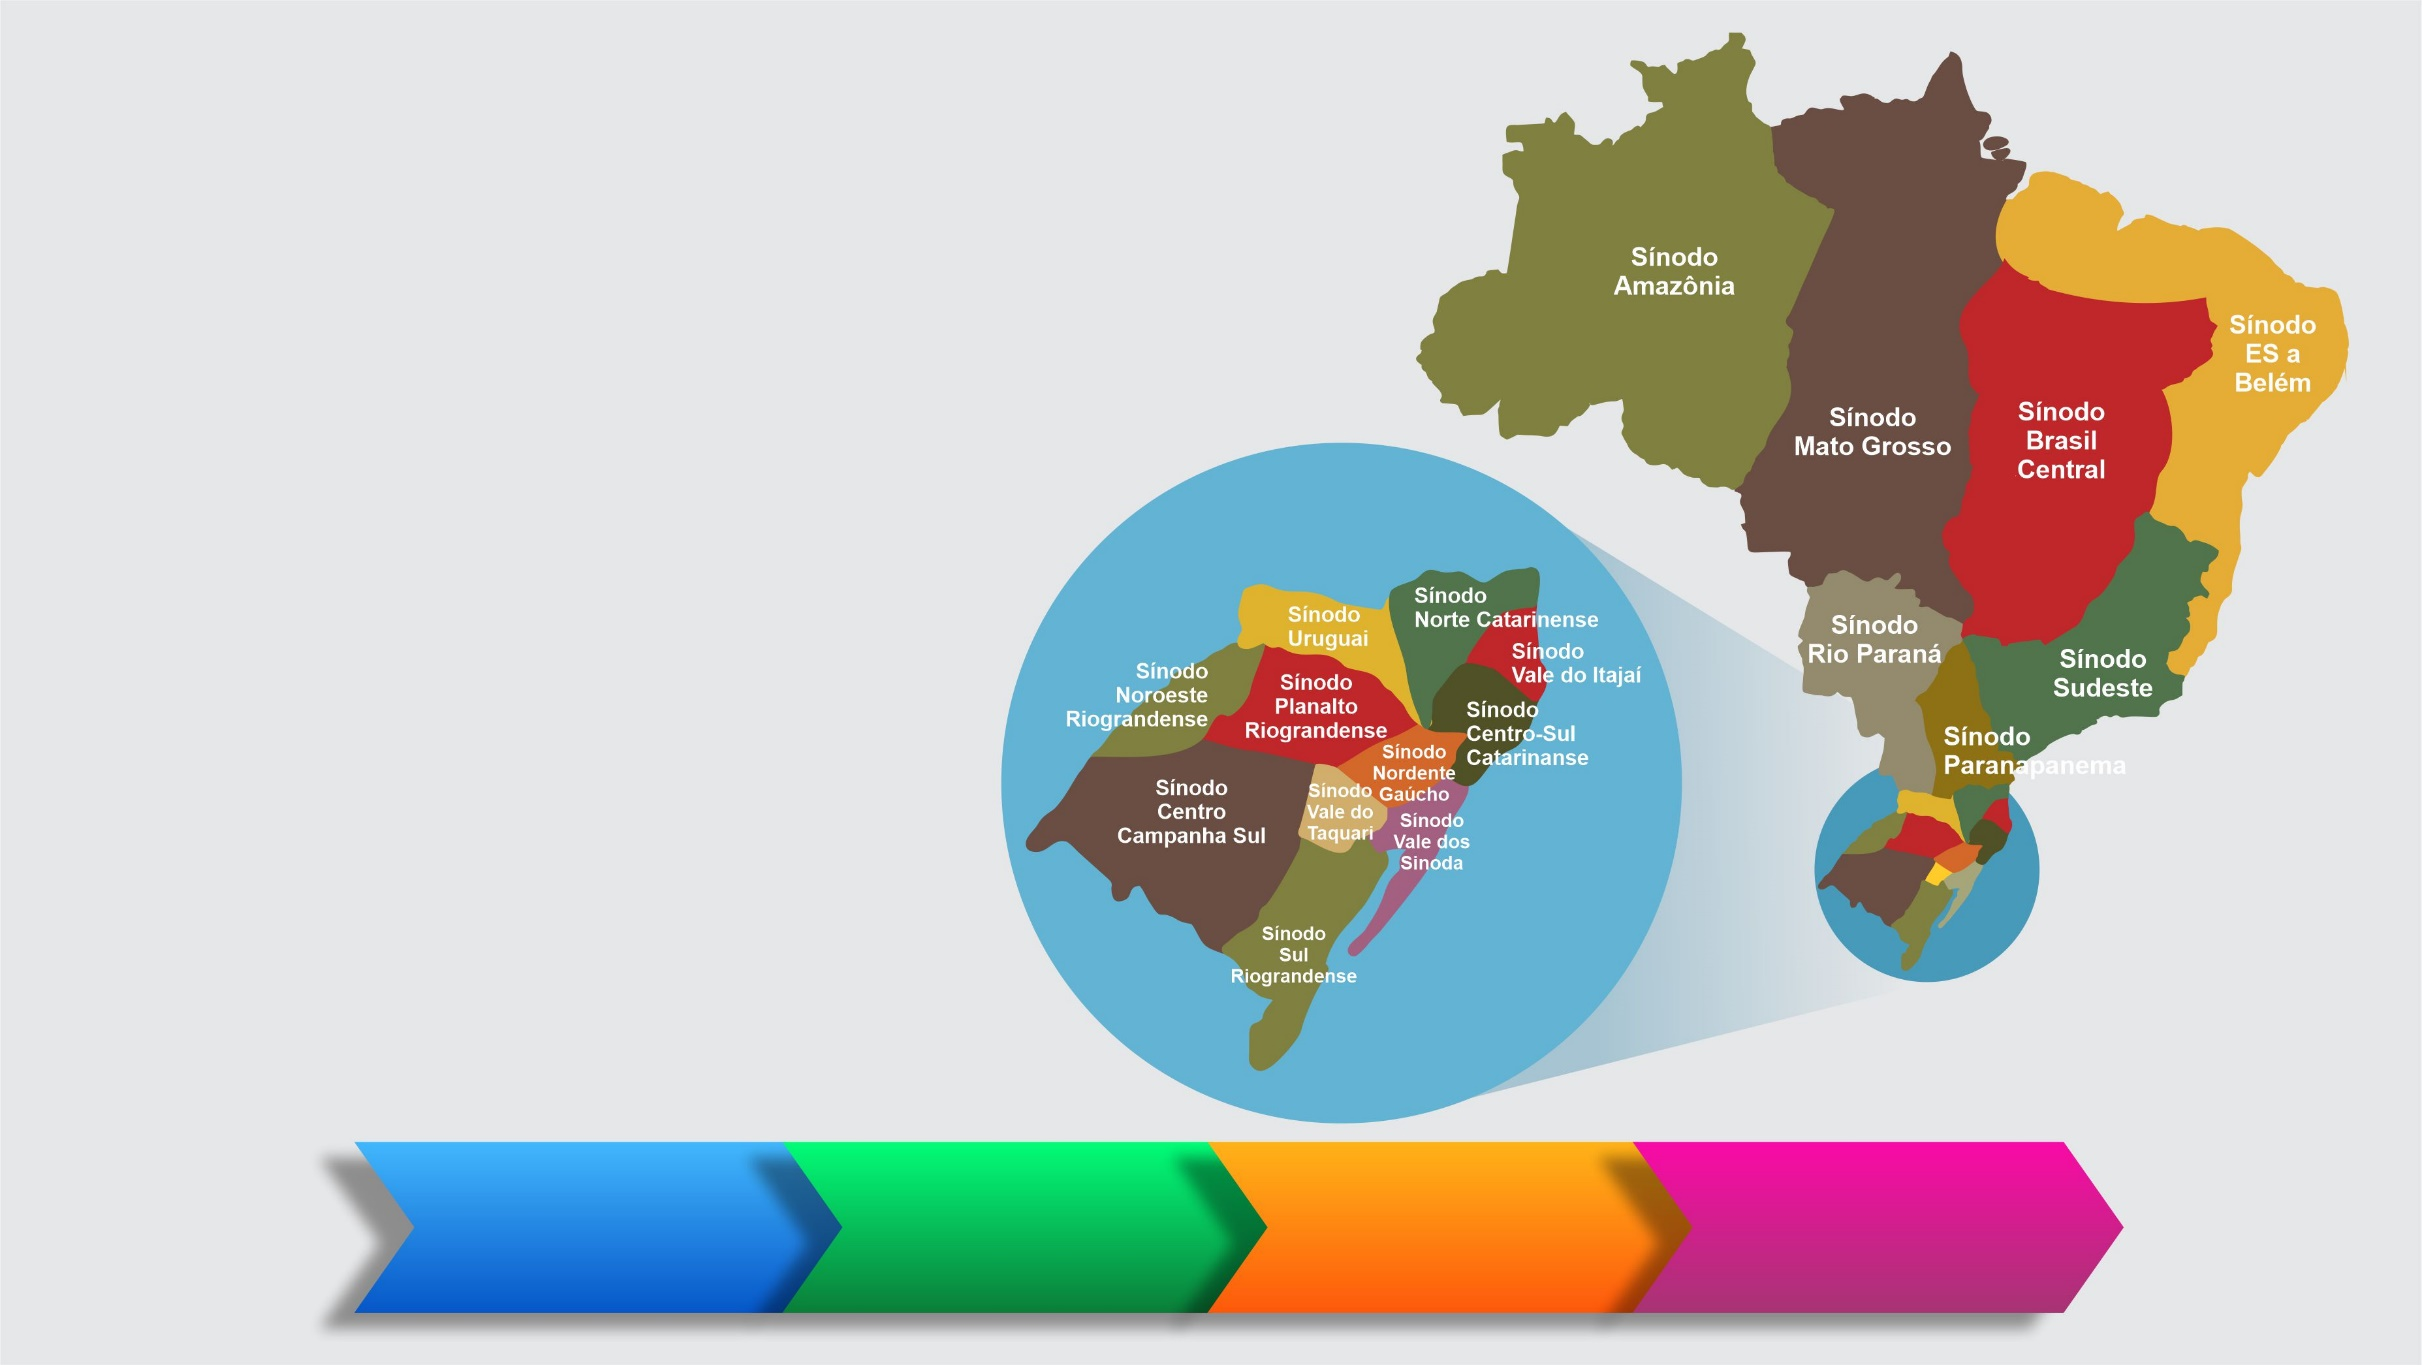 Sínodo
Amazônia
Sínodo
ES a
Belém
Sínodo
Mato Grosso
Sínodo
Brasil
Central
Sínodo
Rio Paraná
Sínodo
Sudeste
Sínodo
Paranapanema
Sínodo
Uruguai
Sínodo
Norte Catarinense
Sínodo
Vale do Itajaí
Sínodo
Noroeste
Riograndense
Sínodo
Planalto
Riograndense
Sínodo
Centro-Sul
Catarinanse
Sínodo
Nordente
Gaúcho
Sínodo
Centro
Campanha Sul
Sínodo
Vale do
Taquari
Sínodo
Vale dos
Sinoda
Sínodo
Sul
Riograndense